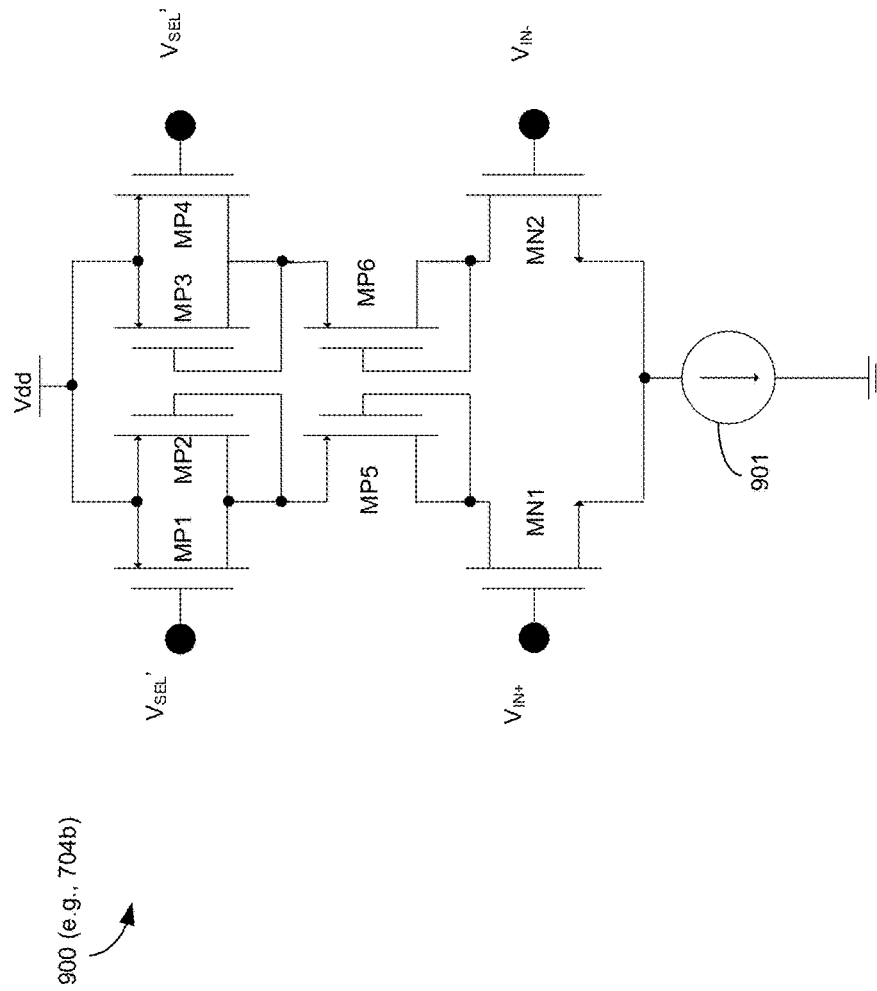 900 (e.g., 704b)
Vdd
VSEL'
VSEL'
MP1
MP2
MP3
MP4
MP5
MP6
VIN+
VIN-
MN1
MN2
901